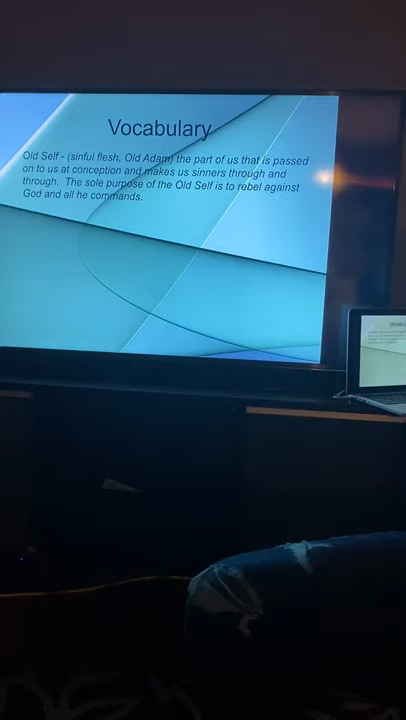 Vocabulary
Old Self - (sinful flesh, Old Adam) the part of us that is passed
on to us at conception and makes us sinners through and
through. The sole purpose of the Old Self is to rebel against
God and all he commands.